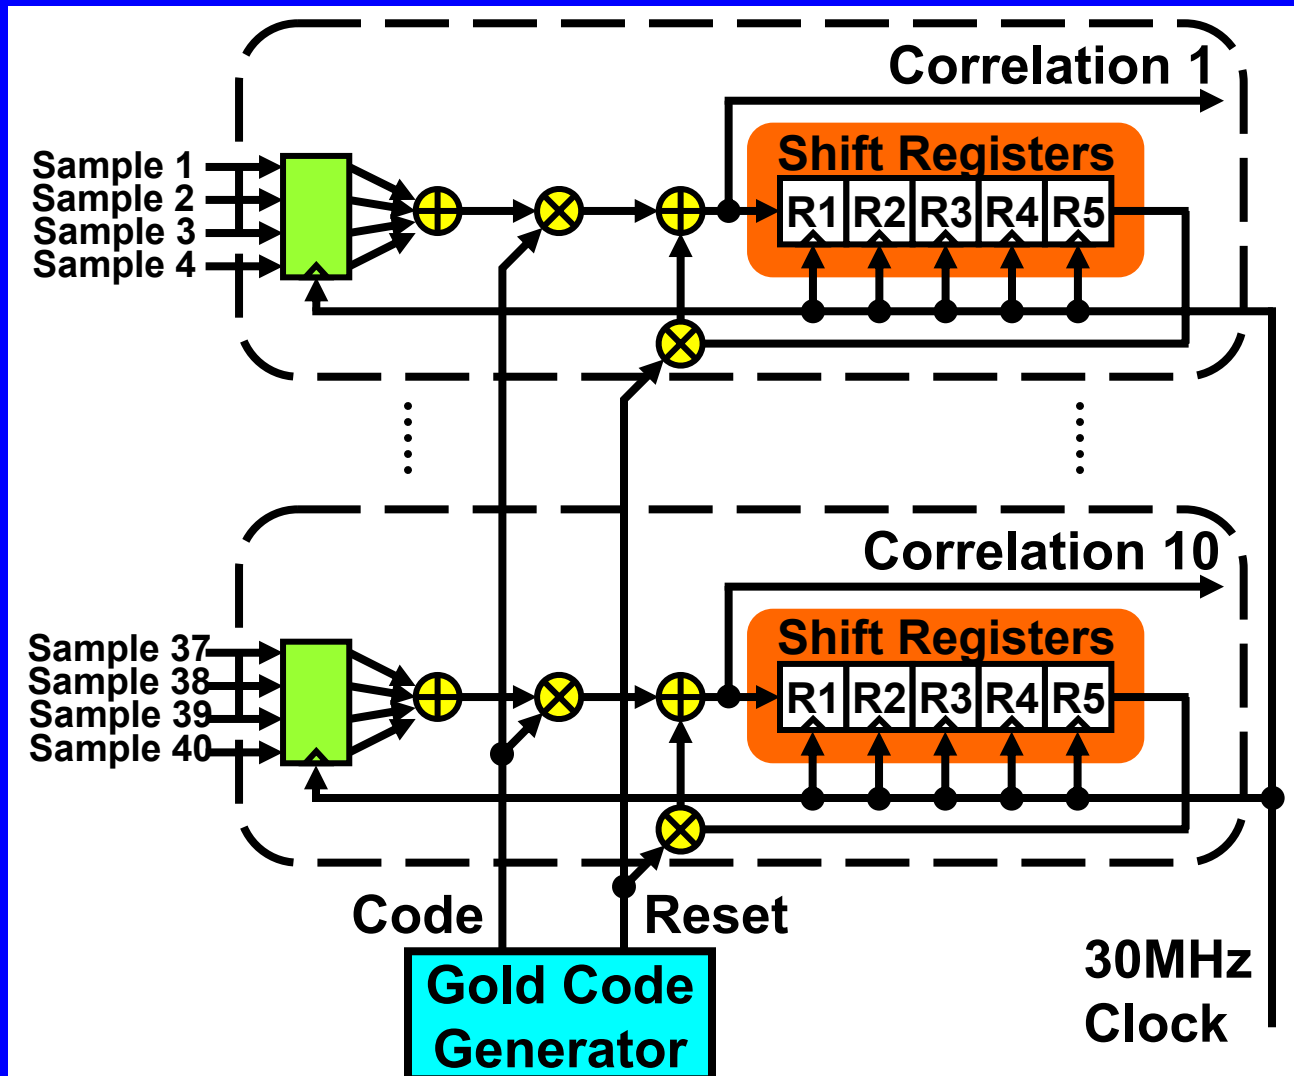 Correlation 1
Shift Registers
Sample 1
Sample 2
Sample 3
Sample 4
R1 R2 R3 R4 R5
Correlation 10
Shift Registers
Sample 37
Sample 38
Sample 39
Sample 40
R1 R2 R3 R4 R5
Code
Reset
Gold Code
Generator
30MHz
Clock